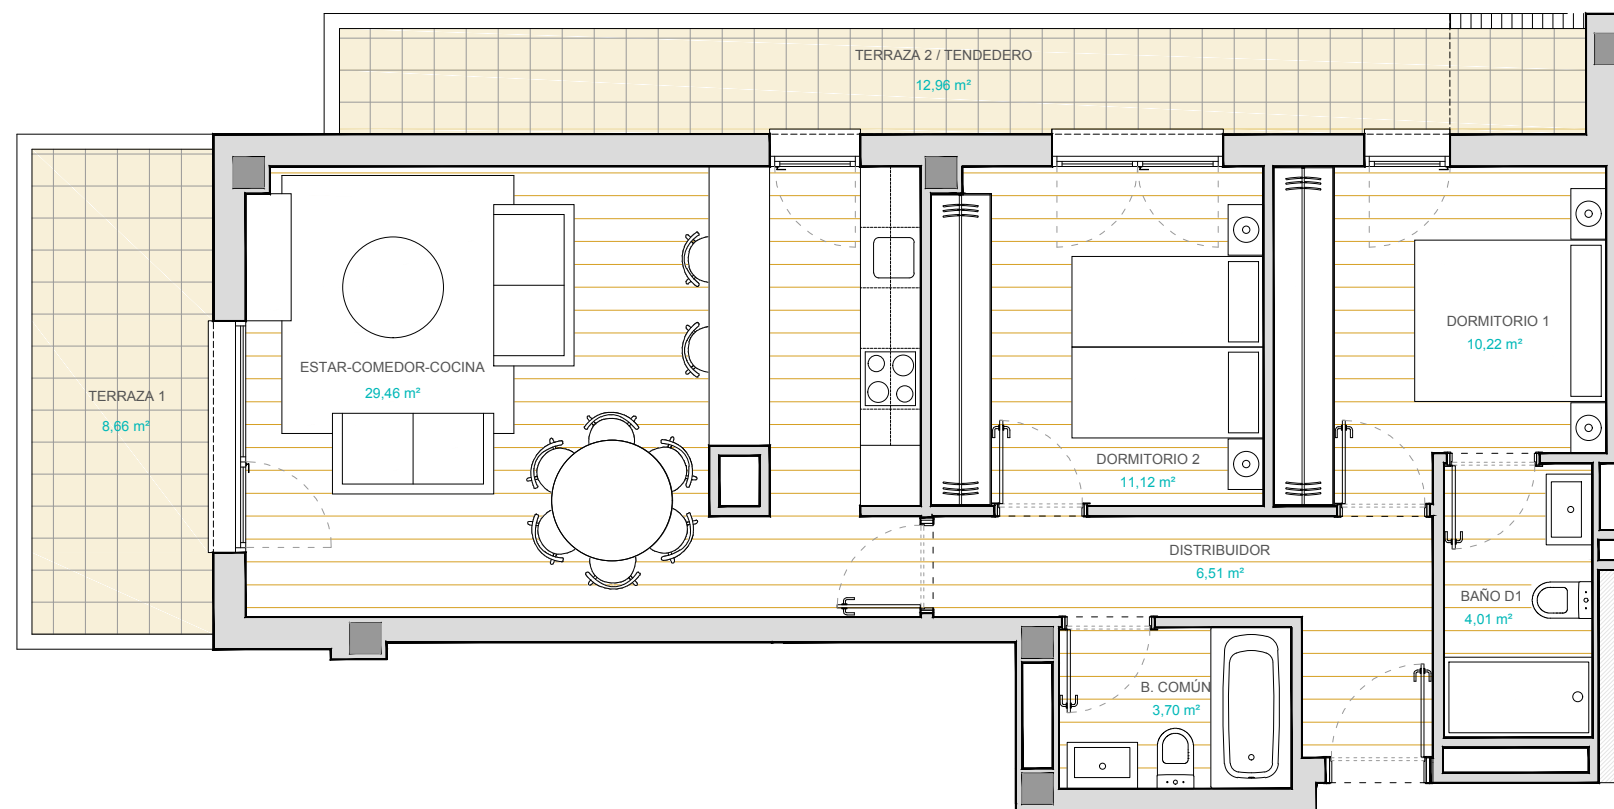 TERRAZA 2 / TENDEDERO
12,96 m²
DORMITORIO 1
10,22 m²
ESTAR-COMEDOR-COCINA
29,46 m²
TERRAZA 1
8,66 m²
DORMITORIO 2
11,12 m²
DISTRIBUIDOR
6,51 m²
BAÑO D1
4,01 m²
B. COMÚN
3,70 m²